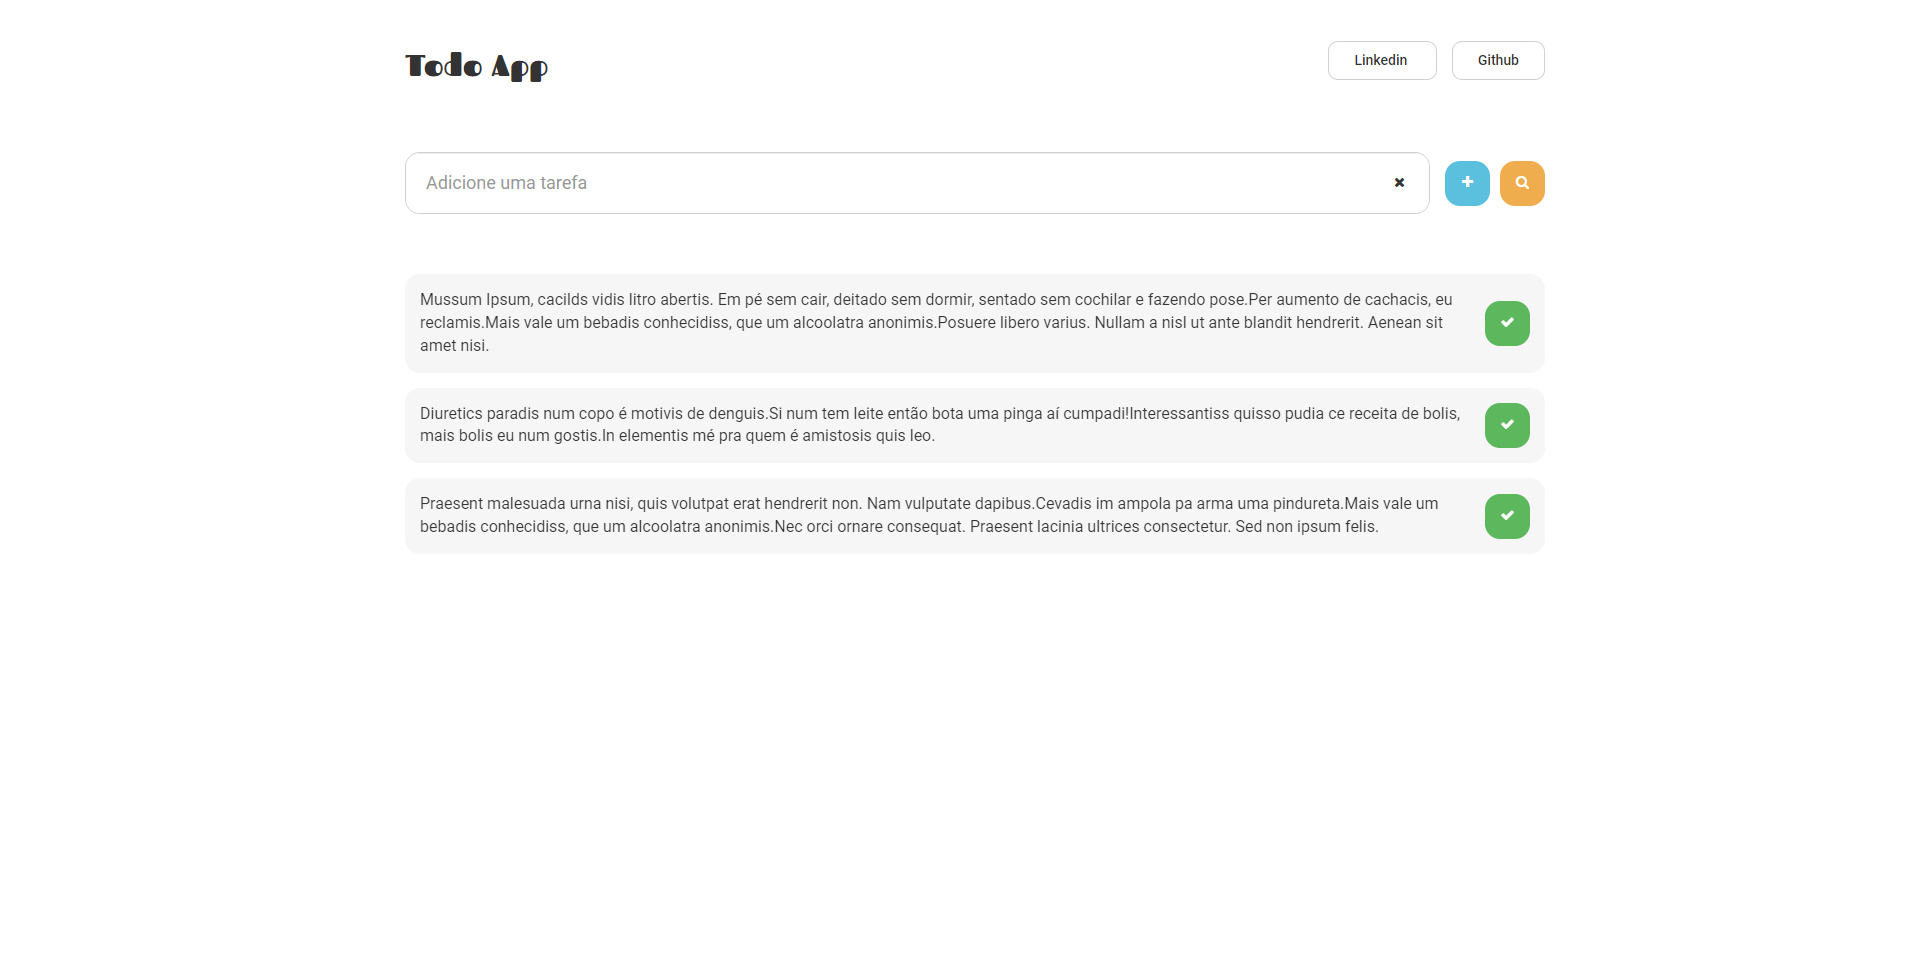 Todo App
Linkedin
Github
Adicione uma tarefa
Mussum Ipsum, cacilds vidis litro abertis. Em pé sem cair, deitado sem dormir, sentado sem cochilar e fazendo pose.Per aumento de cachacis, eu
reclamis.Mais vale um bebadis conhecidiss, que um alcoolatra anonimis.Posuere libero varius. Nullam a nisl ut ante blandit hendrerit. Aenean sit
amet nisi.
Diuretics paradis num copo é motivis de denguis.Si num tem leite então bota uma pinga aí cumpadi!Interessantiss quisso pudia ce receita de bolis,
mais bolis eu num gostis.In elementis mé pra quem é amistosis quis leo.
Praesent malesuada urna nisi, quis volutpat erat hendrerit non. Nam vulputate dapibus.Cevadis im ampola pa arma uma pindureta.Mais vale um
bebadis conhecidiss, que um alcoolatra anonimis.Nec orci ornare consequat. Praesent lacinia ultrices consectetur. Sed non ipsum felis.